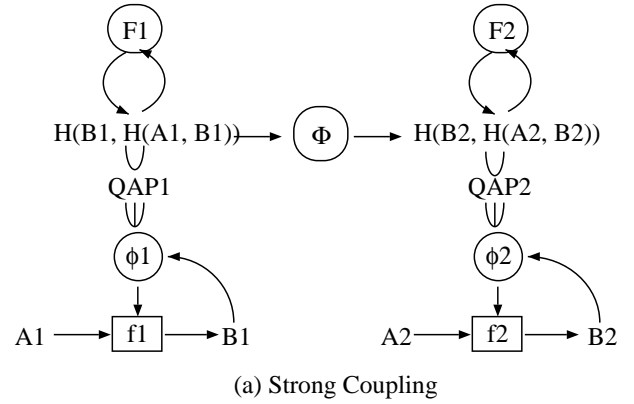 F1 F2
H(B1, H(A1, B1)) Φ H(B2, H(A2, B2))
QAP1 QAP2
ϕ1 ϕ2
A1 f1 B1 A2 f2 B2
(a) Strong Coupling